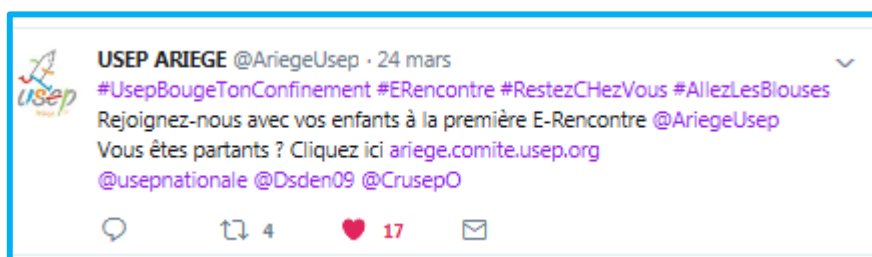 USEP ARIEGE @AriegeUsep · 24 mars
#UsepBougeTonConfinement #ERencontre #RestezCHezVous #AllezLesBlouses
Rejoignez-nous avec vos enfants à la première E-Rencontre @AriegeUsep
Vous êtes partants ? Cliquez ici ariege.comite.usep.org
@usepnationale @Dsden09 @CrusepO
4 17
usep